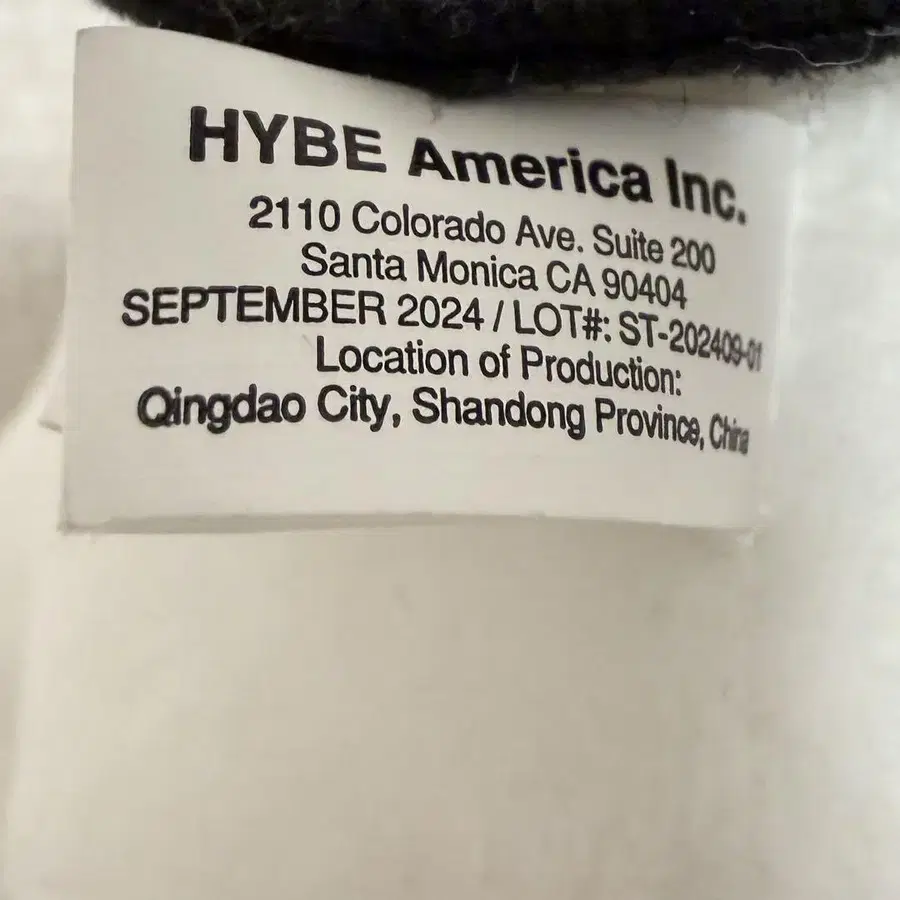 HYBE America Inc.
2110 Colorado Ave. Suite 200
Santa Monica CA 90404
SEPTEMBER 2024 / LOT#: ST-202409-01
Location of Production:
Qingdao City, Shandong Province, China